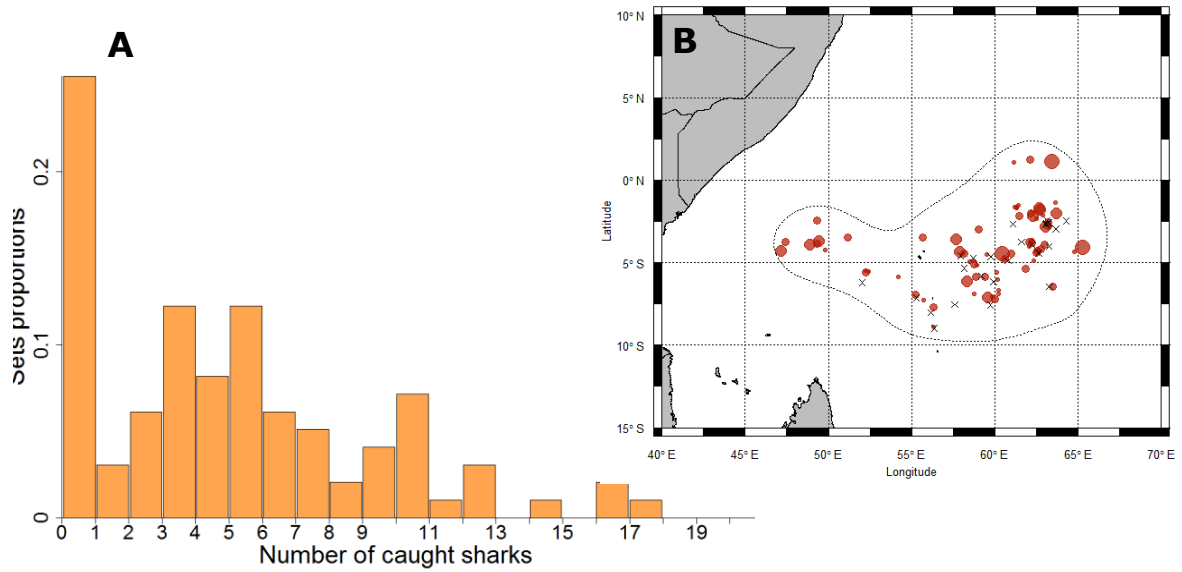 A
Sets proportions
0.2
0.1
0
0 1 2 3 4 5 6 7 8 9 11 13 15 17 19
Number of caught sharks
B
10° N
5° N
0° N
5° S
10° S
15° S
Latitude
40° E 45° E 50° E 55° E 60° E 65° E 70° E
Longitude